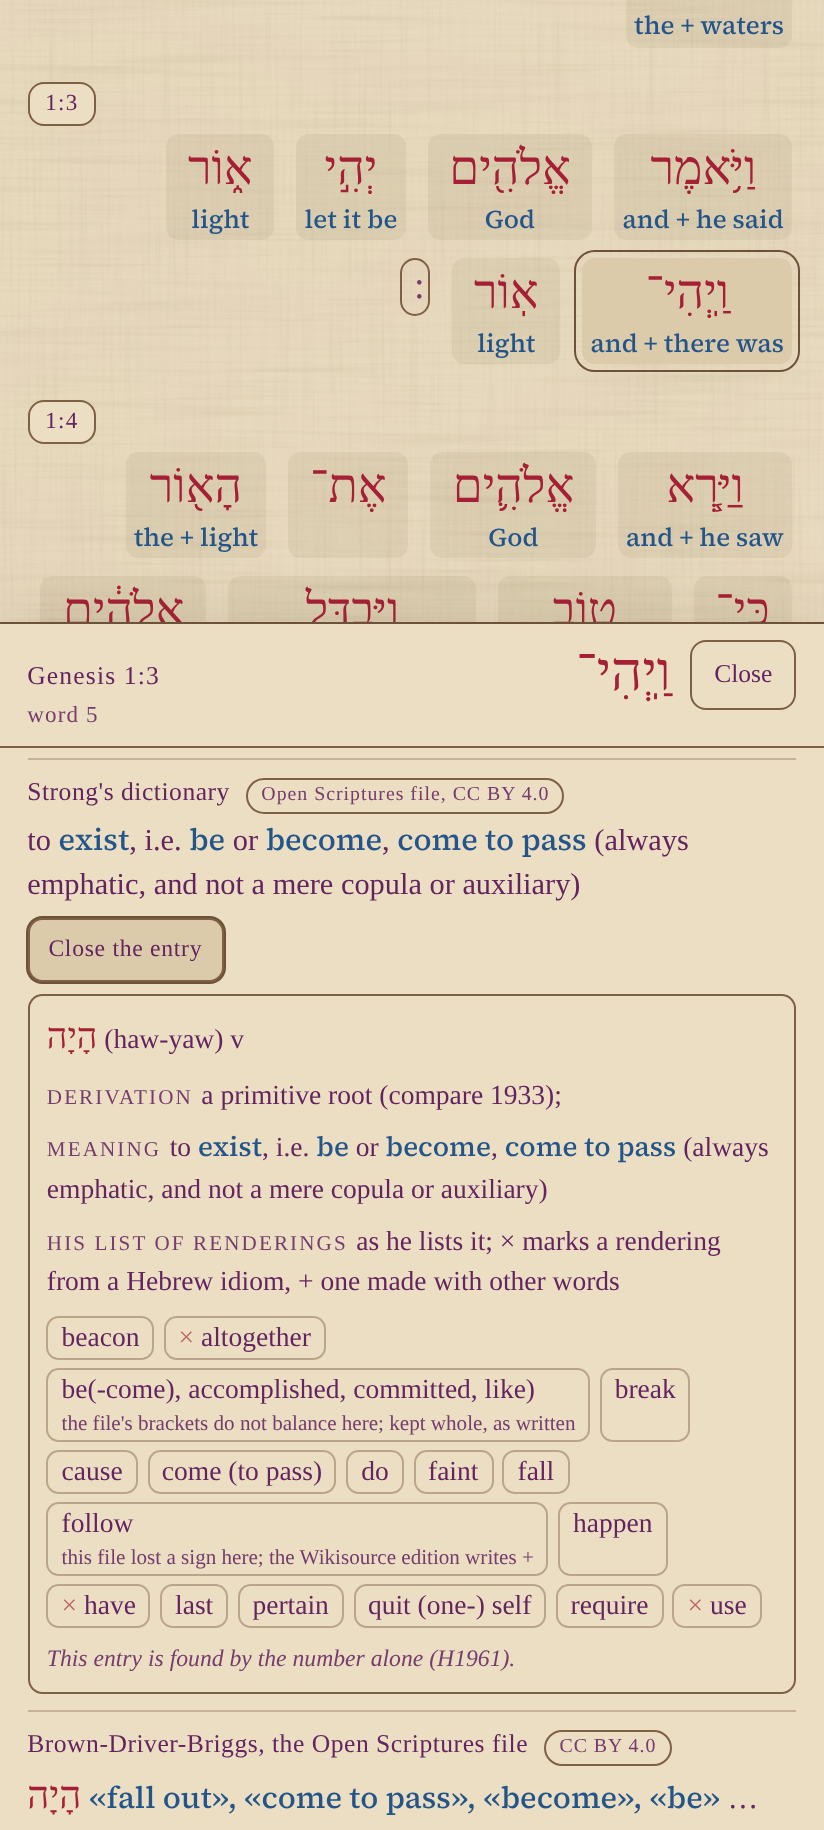 the + waters
1:3
וַיֹּ֥אמֶר אֱלֹהִ֖ים יְהִ֣י א֑וֹר
and + he said God let it be light
וַֽיְהִי־ אֽוֹר ׃
and + there was light
1:4
וַיַּ֧רְא אֱלֹהִ֛ים אֶת־ הָא֖וֹר
and + he saw God the + light
כִּי־ ט֑וֹב וַיַּבְדֵּ֣ל אֱלֹהִ֔ים
Genesis 1:3 וַֽיְהִי־ Close
word 5
Strong's dictionary Open Scriptures file, CC BY 4.0
to exist, i.e. be or become, come to pass (always
emphatic, and not a mere copula or auxiliary)
Close the entry
הָיָה (haw-yaw) v
DERIVATION a primitive root (compare 1933);
MEANING to exist, i.e. be or become, come to pass (always
emphatic, and not a mere copula or auxiliary)
HIS LIST OF RENDERINGS as he lists it; × marks a rendering
from a Hebrew idiom, + one made with other words
beacon × altogether
be(-come), accomplished, committed, like) break
the file's brackets do not balance here; kept whole, as written
cause come (to pass) do faint fall
follow happen
this file lost a sign here; the Wikisource edition writes +
× have last pertain quit (one-) self require × use
This entry is found by the number alone (H1961).
Brown-Driver-Briggs, the Open Scriptures file CC BY 4.0
הָיָה «fall out», «come to pass», «become», «be» …